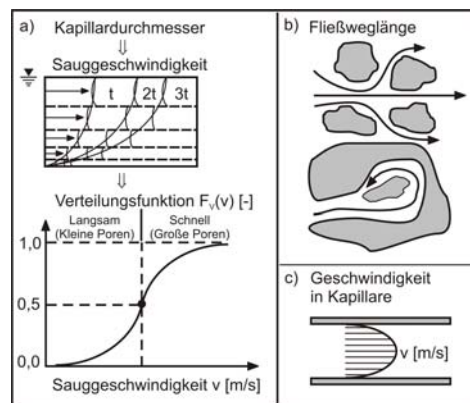 a) Kapillardurchmesser
⇓
Sauggeschwindigkeit
t 2t 3t
⇓
Verteilungsfunktion Fv(v) [-]
Langsam Schnell
(Kleine Poren) (Große Poren)
1,0
0,5
0,0
Sauggeschwindigkeit v [m/s]
b) Fließweglänge
c) Geschwindigkeit
in Kapillare
v [m/s]